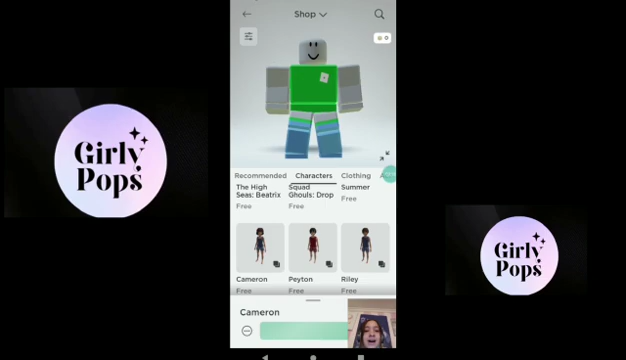 Shop
0
Girly
Pops
Recommended Characters Clothing
The High
Seas: Beatrix
Free
Squad
Ghouls: Drop
Free
Summer
Free
Cameron
Free
Peyton
Free
Riley
Free
Cameron
Girly
Pops